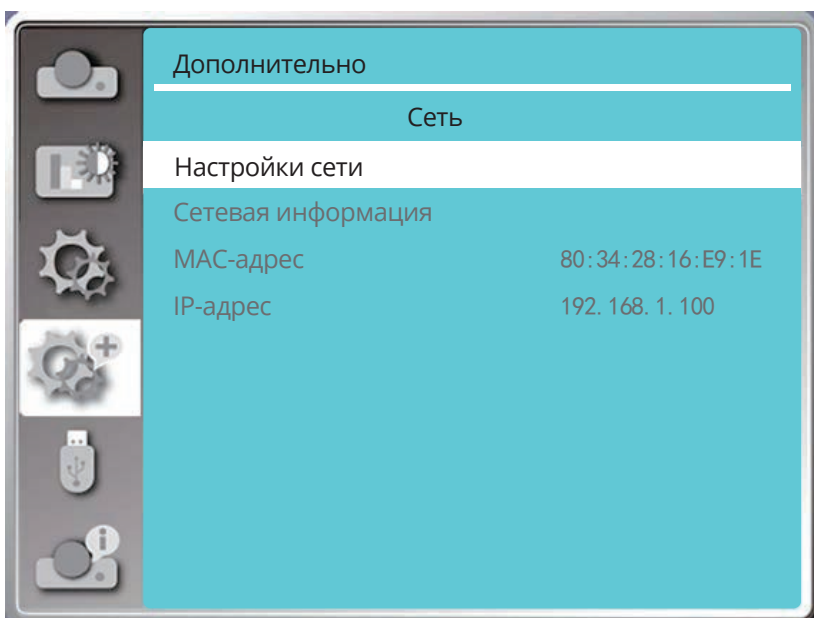 Дополнительно
Сеть
Настройки сети
Сетевая информация
MAC-адрес 80:34:28:16:E9:1E
IP-адрес 192.168.1.100